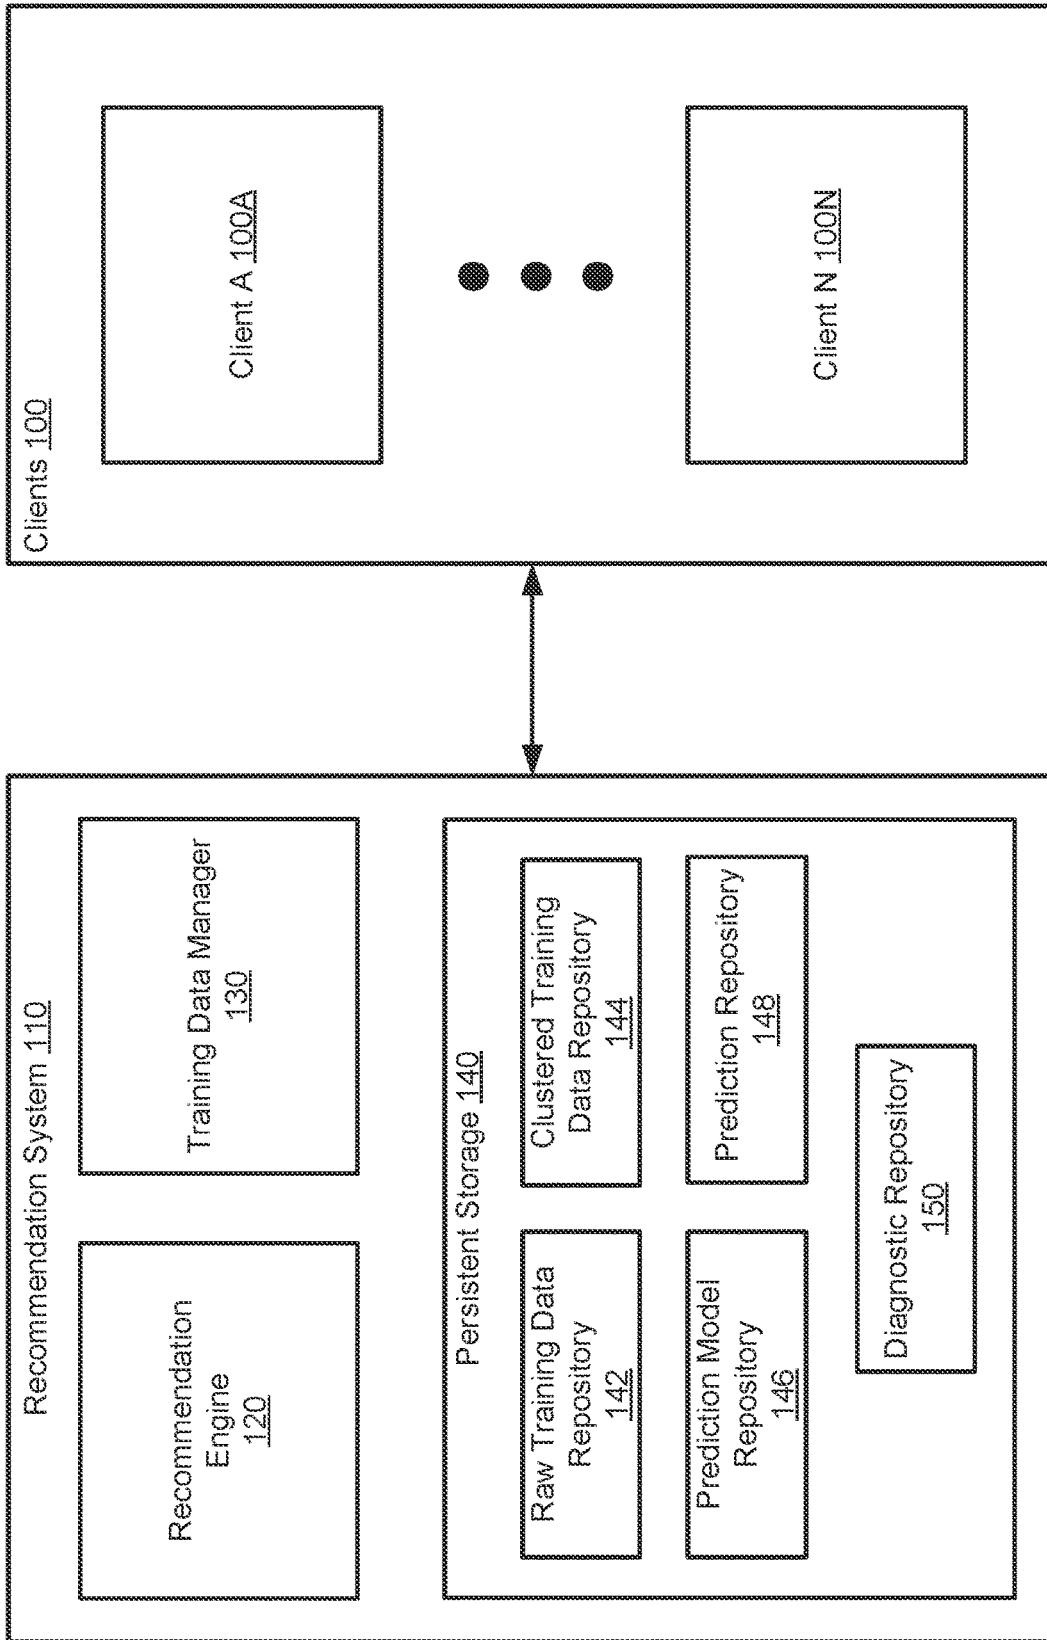 Recommendation System 110
Recommendation
Engine
120
Training Data Manager
130
Persistent Storage 140
Raw Training Data
Repository
142
Clustered Training
Data Repository
144
Prediction Model
Repository
146
Prediction Repository
148
Diagnostic Repository
150
Clients 100
Client A 100A
Client N 100N